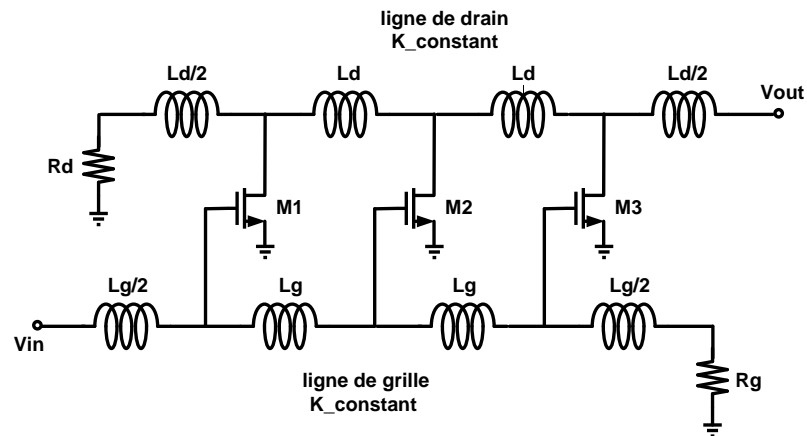 ligne de drain
K_constant
Ld/2
Ld
Ld
Ld/2
Vout
Rd
M1
M2
M3
Lg/2
Lg
Lg
Lg/2
Vin
Rg
ligne de grille
K_constant